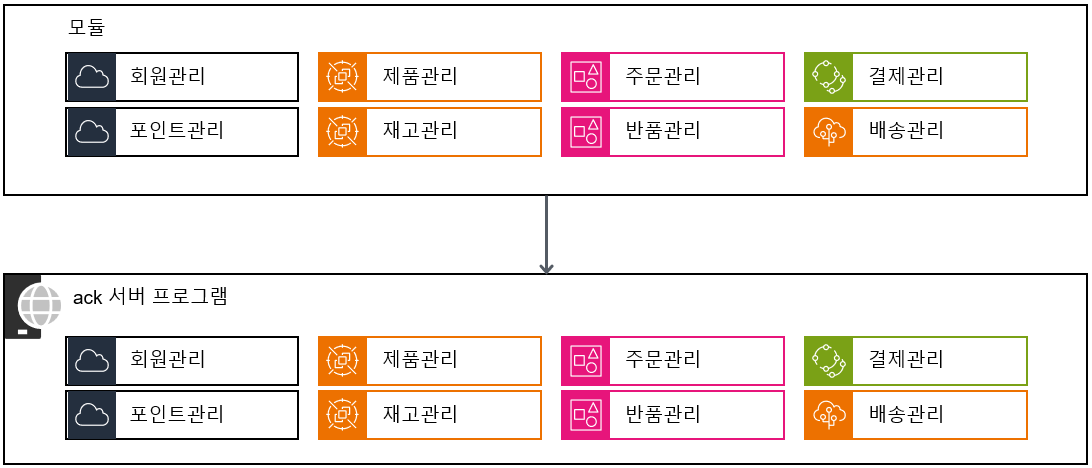 모듈
회원관리
제품관리
주문관리
결제관리
포인트관리
재고관리
반품관리
배송관리
ack 서버 프로그램
회원관리
제품관리
주문관리
결제관리
포인트관리
재고관리
반품관리
배송관리